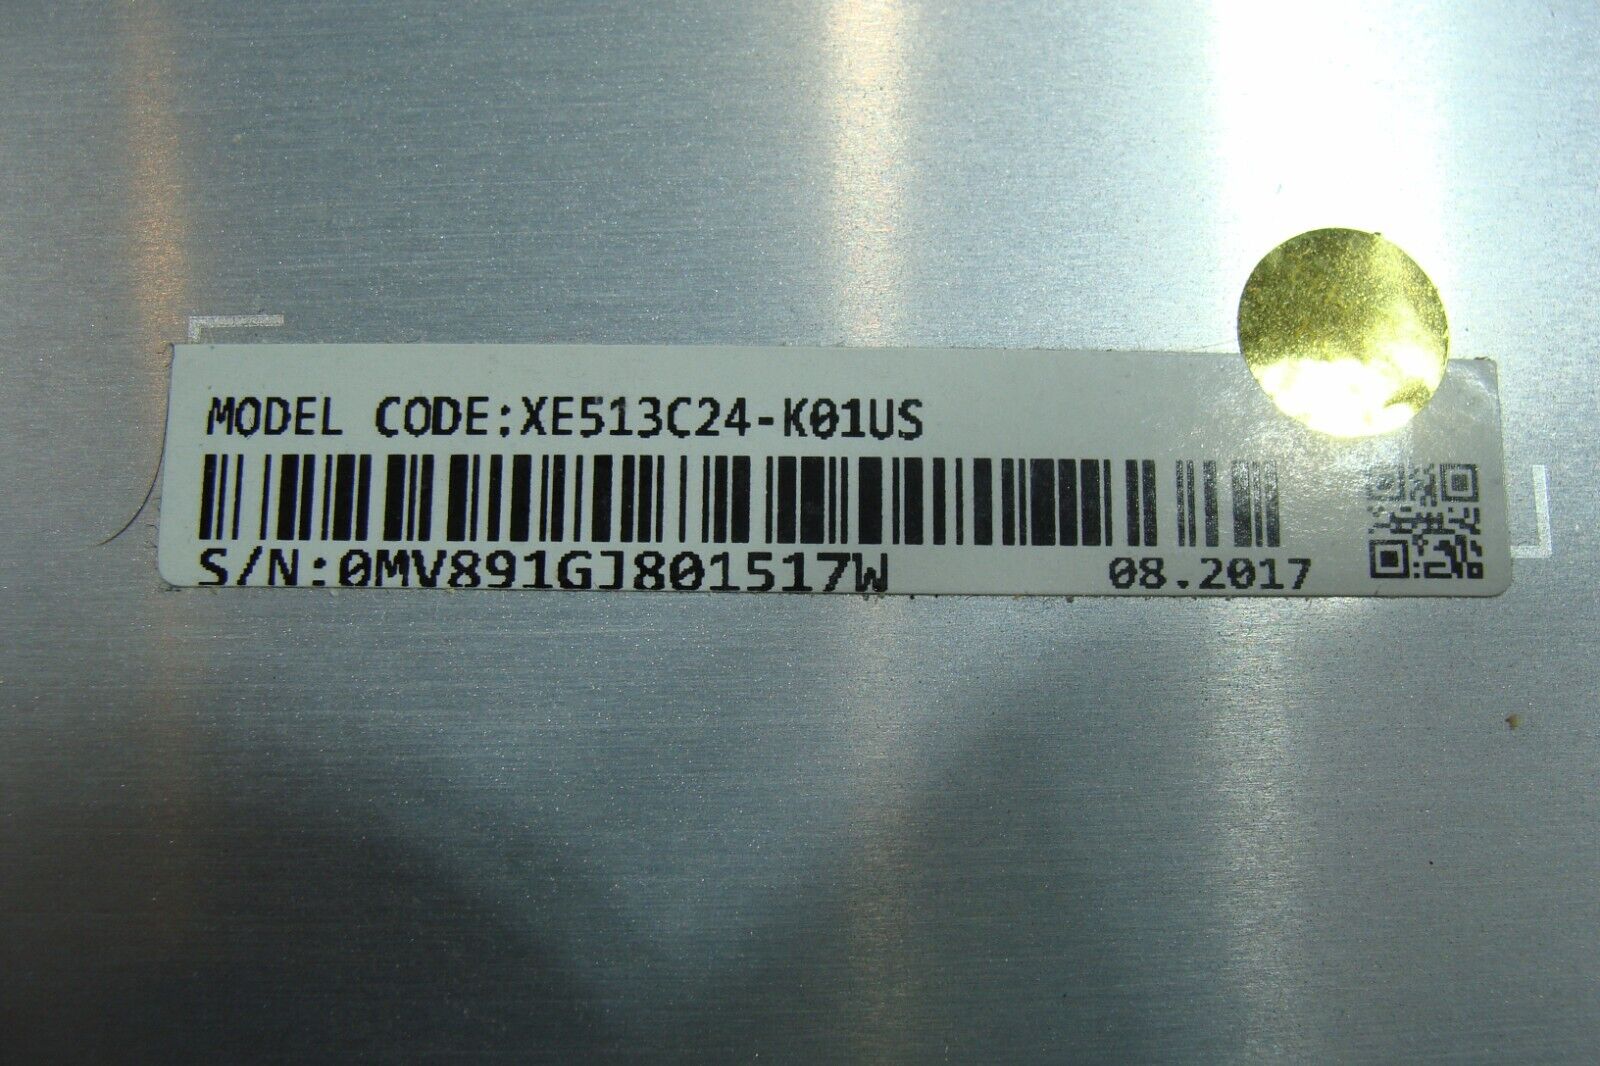 MODEL CODE:XE513C24-K01US
S/N:0MV891GJ801517W
08.2017